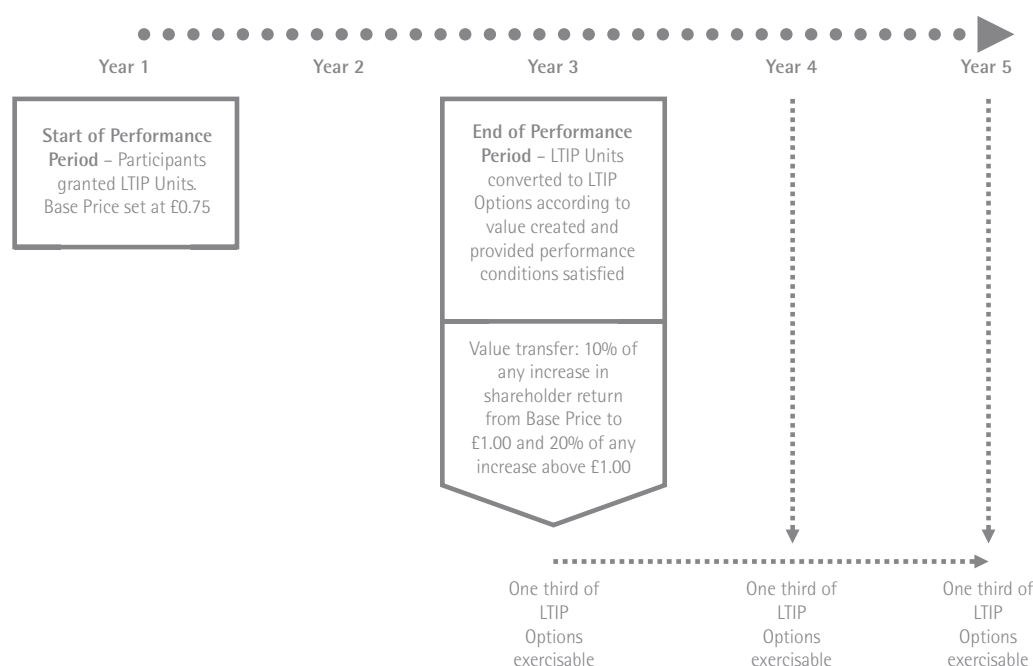 Year 1
Year 2
Year 3
Year 4
Year 5
Start of Performance
Period – Participants
granted LTIP Units.
Base Price set at £0.75
End of Performance
Period – LTIP Units
converted to LTIP
Options according to
value created and
provided performance
conditions satisfied
Value transfer: 10% of
any increase in
shareholder return
from Base Price to
£1.00 and 20% of any
increase above £1.00
One third of
LTIP
Options
exercisable
One third of
LTIP
Options
exercisable
One third of
LTIP
Options
exercisable